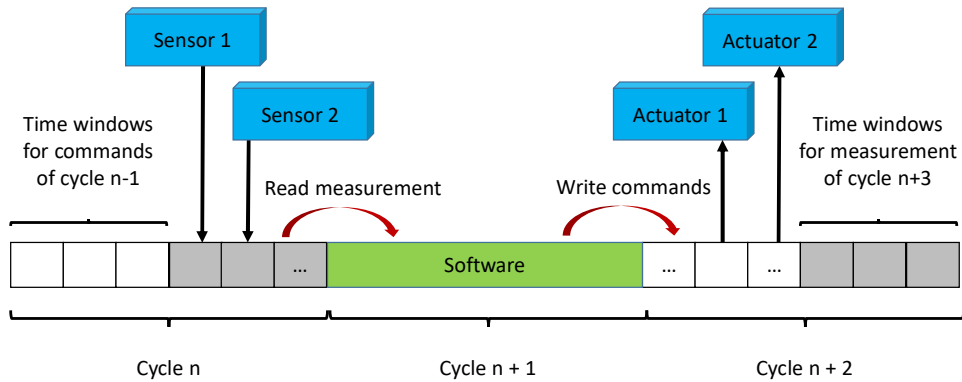 Sensor 1
Actuator 2
Sensor 2
Actuator 1
Time windows
for commands
of cycle n-1
Time windows
for measurement
of cycle n+3
Read measurement
Write commands
...
Software
...
...
Cycle n
Cycle n + 1
Cycle n + 2